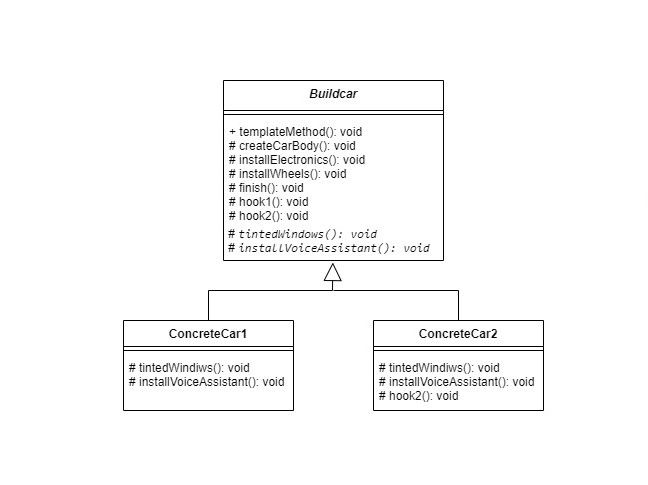 Buildcar
+ templateMethod(): void
# createCarBody(): void
# installElectronics(): void
# installWheels(): void
# finish(): void
# hook1(): void
# hook2(): void
# tintedWindows(): void
# installVoiceAssistant(): void
ConcreteCar1
# tintedWindiws(): void
# installVoiceAssistant(): void
ConcreteCar2
# tintedWindiws(): void
# installVoiceAssistant(): void
# hook2(): void